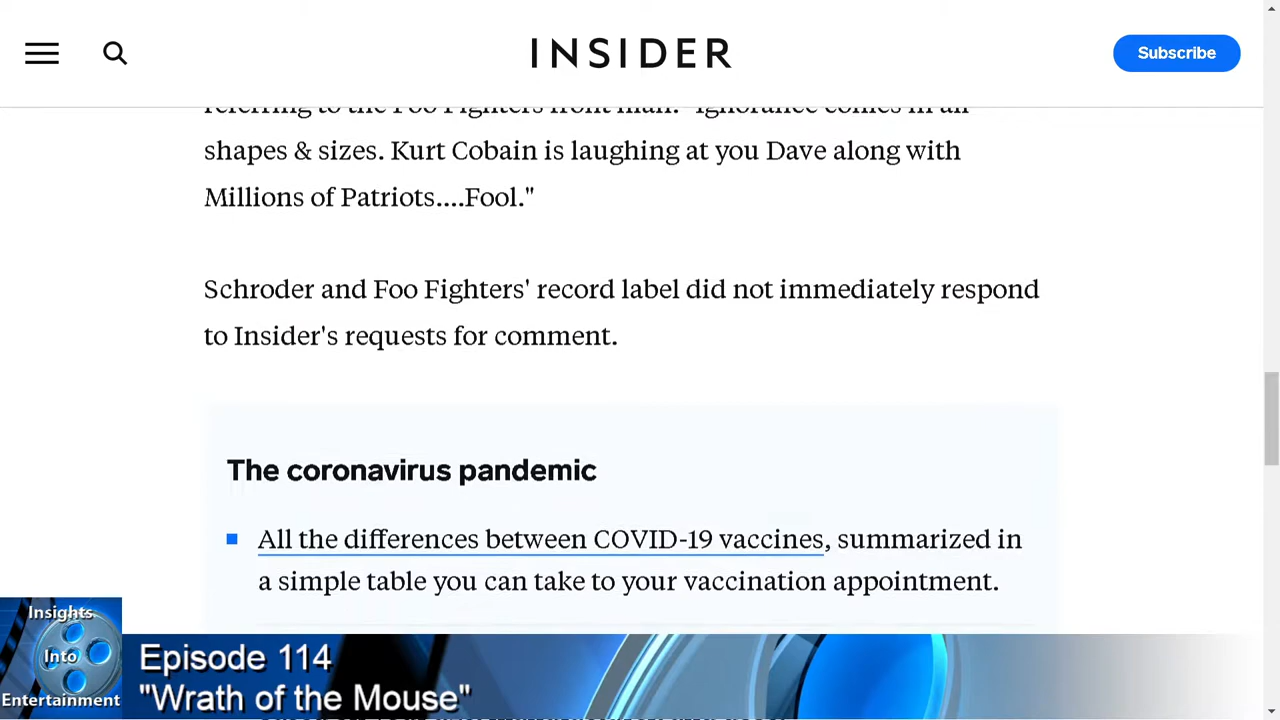 INSIDER
Subscribe
referring to the Foo Fighters front man. "Ignorance comes in all
shapes & sizes. Kurt Cobain is laughing at you Dave along with
Millions of Patriots....Fool."
Schroder and Foo Fighters' record label did not immediately respond
to Insider's requests for comment.
The coronavirus pandemic
All the differences between COVID-19 vaccines, summarized in
a simple table you can take to your vaccination appointment.
Insights
Into
Entertainment
Episode 114
"Wrath of the Mouse"